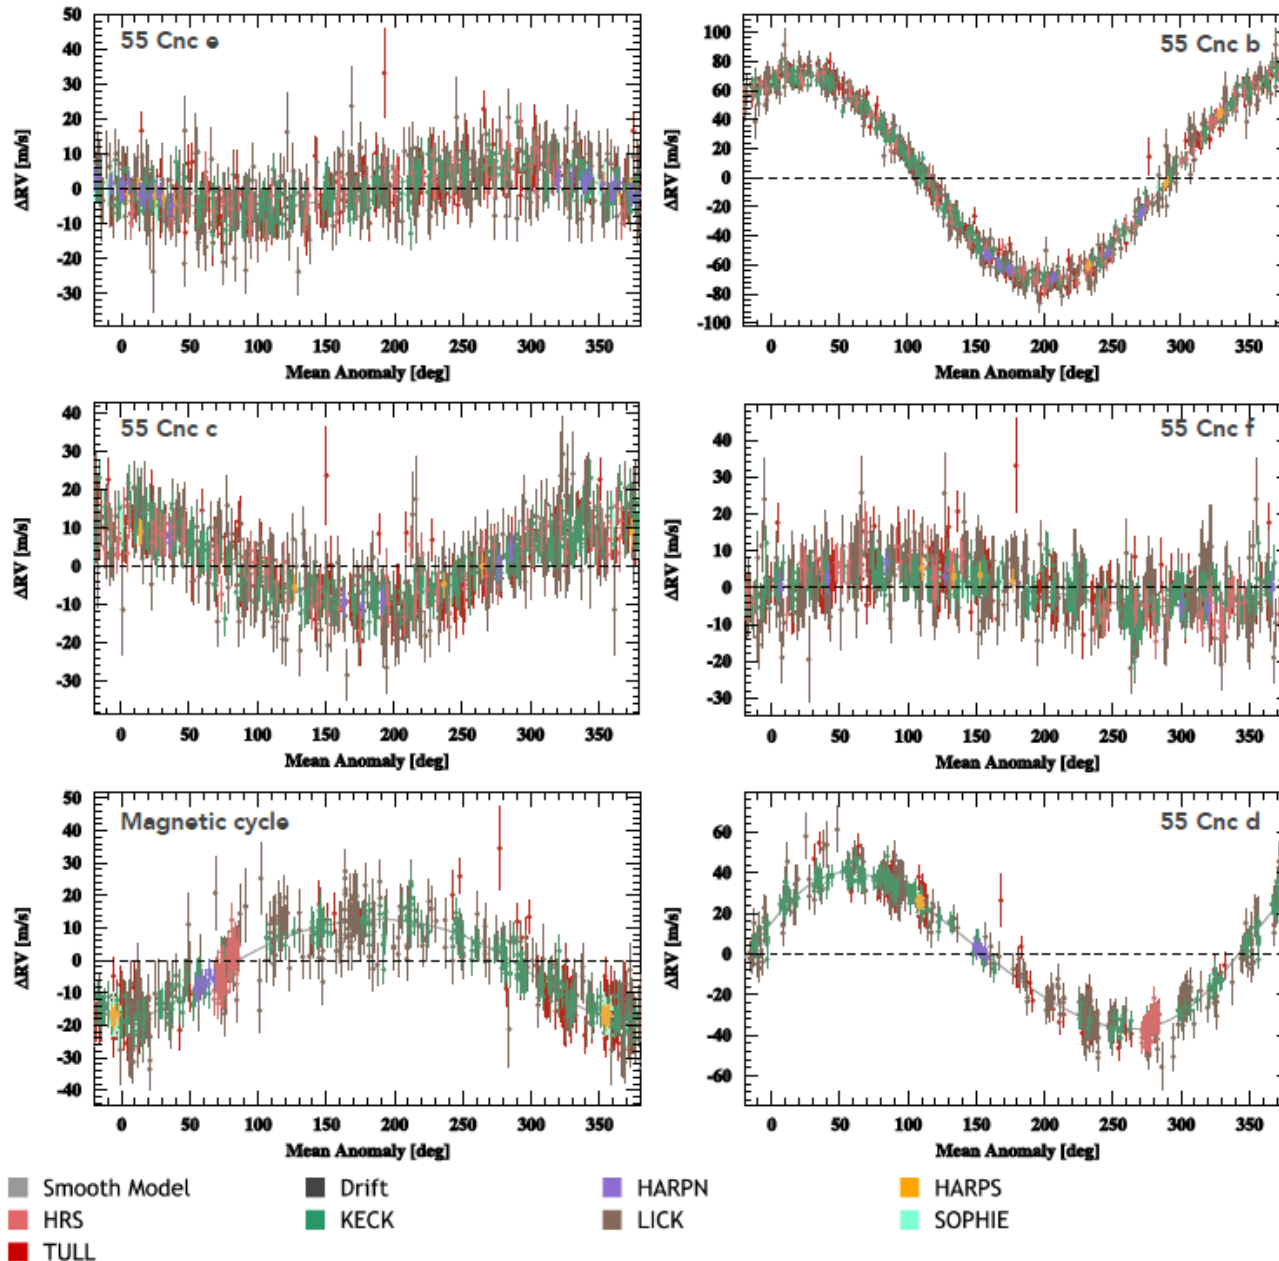 55 Cnc e
50
40
30
20
10
0
-10
-20
-30
ΔRV [m/s]
0 50 100 150 200 250 300 350
Mean Anomaly [deg]
55 Cnc b
100
80
60
40
20
0
-20
-40
-60
-80
-100
ΔRV [m/s]
0 50 100 150 200 250 300 350
Mean Anomaly [deg]
55 Cnc c
40
30
20
10
0
-10
-20
-30
ΔRV [m/s]
0 50 100 150 200 250 300 350
Mean Anomaly [deg]
55 Cnc f
40
30
20
10
0
-10
-20
-30
ΔRV [m/s]
0 50 100 150 200 250 300 350
Mean Anomaly [deg]
Magnetic cycle
50
40
30
20
10
0
-10
-20
-30
-40
ΔRV [m/s]
0 50 100 150 200 250 300 350
Mean Anomaly [deg]
55 Cnc d
60
40
20
0
-20
-40
-60
ΔRV [m/s]
0 50 100 150 200 250 300 350
Mean Anomaly [deg]
Smooth Model Drift HARPN HARPS
HRS KECK LICK SOPHIE
TULL